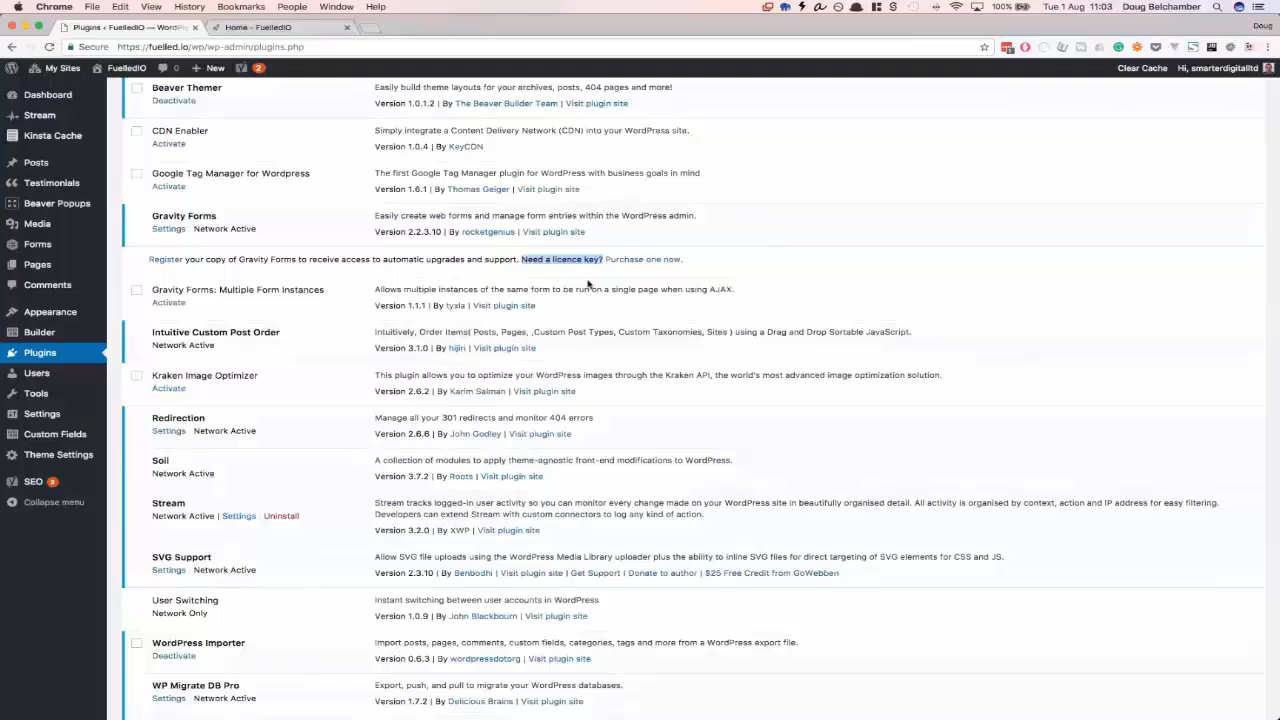 Chrome File Edit View History Bookmarks People Window Help 100% Tue 1 Aug 11:03 Doug Belchamber
Plugins ‹ FuelledIO — WordPr Home - FuelledIO Doug
Secure https://fuelled.io/wp/wp-admin/plugins.php
My Sites FuelledIO 0 New 2 Clear Cache Hi, smarterdigitalltd
Dashboard
Stream
Kinsta Cache
Posts
Testimonials
Beaver Popups
Media
Forms
Pages
Comments
Appearance
Builder
Plugins
Users
Tools
Settings
Custom Fields
Theme Settings
SEO 3
Collapse menu
Beaver Themer Easily build theme layouts for your archives, posts, 404 pages and more!
Deactivate Version 1.0.1.2 | By The Beaver Builder Team | Visit plugin site
CDN Enabler Simply integrate a Content Delivery Network (CDN) into your WordPress site.
Activate Version 1.0.4 | By KeyCDN
Google Tag Manager for Wordpress The first Google Tag Manager plugin for WordPress with business goals in mind
Activate Version 1.6.1 | By Thomas Geiger | Visit plugin site
Gravity Forms Easily create web forms and manage form entries within the WordPress admin.
Settings Network Active Version 2.2.3.10 | By rocketgenius | Visit plugin site
Register your copy of Gravity Forms to receive access to automatic upgrades and support. Need a licence key? Purchase one now.
Gravity Forms: Multiple Form Instances Allows multiple instances of the same form to be run on a single page when using AJAX.
Activate Version 1.1.1 | By tyxla | Visit plugin site
Intuitive Custom Post Order Intuitively, Order Items( Posts, Pages, ,Custom Post Types, Custom Taxonomies, Sites ) using a Drag and Drop Sortable JavaScript.
Network Active Version 3.1.0 | By hijiri | Visit plugin site
Kraken Image Optimizer This plugin allows you to optimize your WordPress images through the Kraken API, the world's most advanced image optimization solution.
Activate Version 2.6.2 | By Karim Salman | Visit plugin site
Redirection Manage all your 301 redirects and monitor 404 errors
Settings Network Active Version 2.6.6 | By John Godley | Visit plugin site
Soil A collection of modules to apply theme-agnostic front-end modifications to WordPress.
Network Active Version 3.7.2 | By Roots | Visit plugin site
Stream Stream tracks logged-in user activity so you can monitor every change made on your WordPress site in beautifully organised detail. All activity is organised by context, action and IP address for easy filtering.
Network Active | Settings | Uninstall Developers can extend Stream with custom connectors to log any kind of action.
Version 3.2.0 | By XWP | Visit plugin site
SVG Support Allow SVG file uploads using the WordPress Media Library uploader plus the ability to inline SVG files for direct targeting of SVG elements for CSS and JS.
Settings Network Active Version 2.3.10 | By Benbodhi | Visit plugin site | Get Support | Donate to author | $25 Free Credit from GoWebben
User Switching Instant switching between user accounts in WordPress
Network Only Version 1.0.9 | By John Blackbourn | Visit plugin site
WordPress Importer Import posts, pages, comments, custom fields, categories, tags and more from a WordPress export file.
Deactivate Version 0.6.3 | By wordpressdotorg | Visit plugin site
WP Migrate DB Pro Export, push, and pull to migrate your WordPress databases.
Settings Network Active Version 1.7.2 | By Delicious Brains | Visit plugin site